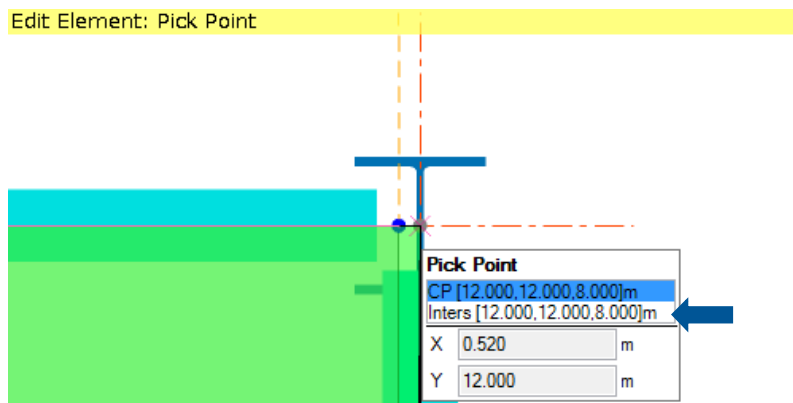 Edit Element: Pick Point
Pick Point
CP [12.000,12.000,8.000]m
Inters [12.000,12.000,8.000]m
X 0.520 m
Y 12.000 m